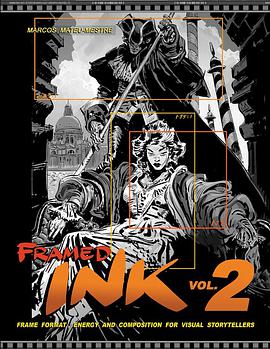 MARCOS MATEU-MESTRE
FRAMED
INK
VOL. 2
FRAME FORMAT, ENERGY, AND COMPOSITION FOR VISUAL STORYTELLERS